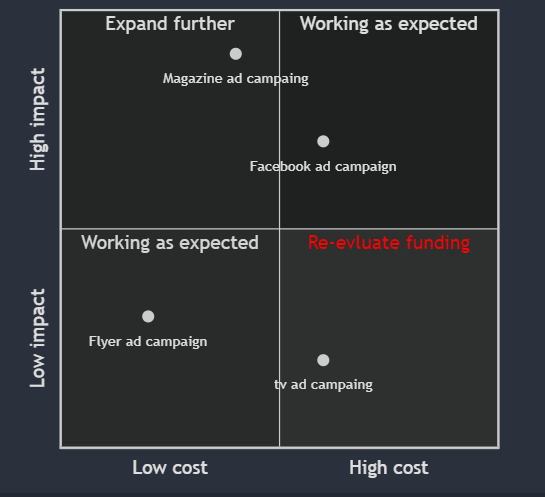 Expand further
Working as expected
Magazine ad campaing
High impact
Facebook ad campaign
Working as expected
Re-evluate funding
Flyer ad campaign
Low impact
tv ad campaing
Low cost
High cost